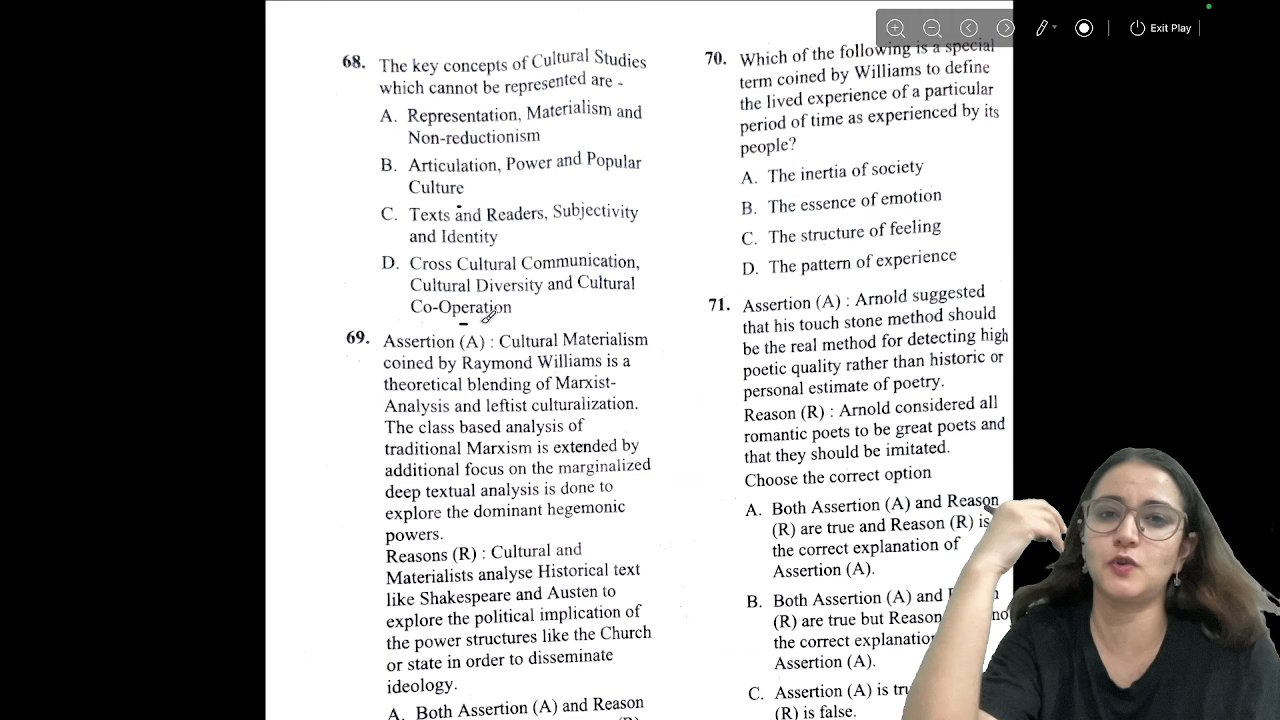 Exit Play
68. The key concepts of Cultural Studies
which cannot be represented are -
A. Representation, Materialism and
Non-reductionism
B. Articulation, Power and Popular
Culture
C. Texts and Readers, Subjectivity
and Identity
D. Cross Cultural Communication,
Cultural Diversity and Cultural
Co-Operation
69. Assertion (A) : Cultural Materialism
coined by Raymond Williams is a
theoretical blending of Marxist-
Analysis and leftist culturalization.
The class based analysis of
traditional Marxism is extended by
additional focus on the marginalized
deep textual analysis is done to
explore the dominant hegemonic
powers.
Reasons (R) : Cultural and
Materialists analyse Historical text
like Shakespeare and Austen to
explore the political implication of
the power structures like the Church
or state in order to disseminate
ideology.
A. Both Assertion (A) and Reason
(R)
70. Which of the following is a special
term coined by Williams to define
the lived experience of a particular
period of time as experienced by its
people?
A. The inertia of society
B. The essence of emotion
C. The structure of feeling
D. The pattern of experience
71. Assertion (A) : Arnold suggested
that his touch stone method should
be the real method for detecting high
poetic quality rather than historic or
personal estimate of poetry.
Reason (R) : Arnold considered all
romantic poets to be great poets and
that they should be imitated.
Choose the correct option
A. Both Assertion (A) and Reason
(R) are true and Reason (R) is
the correct explanation of
Assertion (A).
B. Both Assertion (A) and
(R) are true but Reason
the correct
Assertion (A).
C. Assertion (A) is
(R) is false.